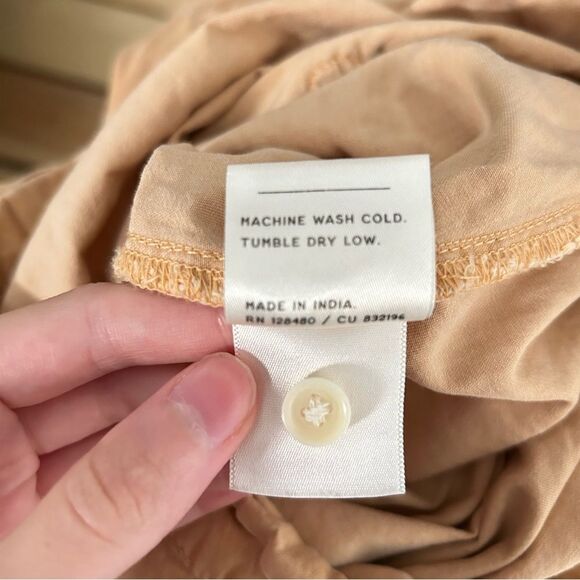 MACHINE WASH COLD.
TUMBLE DRY LOW.
MADE IN INDIA.
RN 128480 / CU 832196